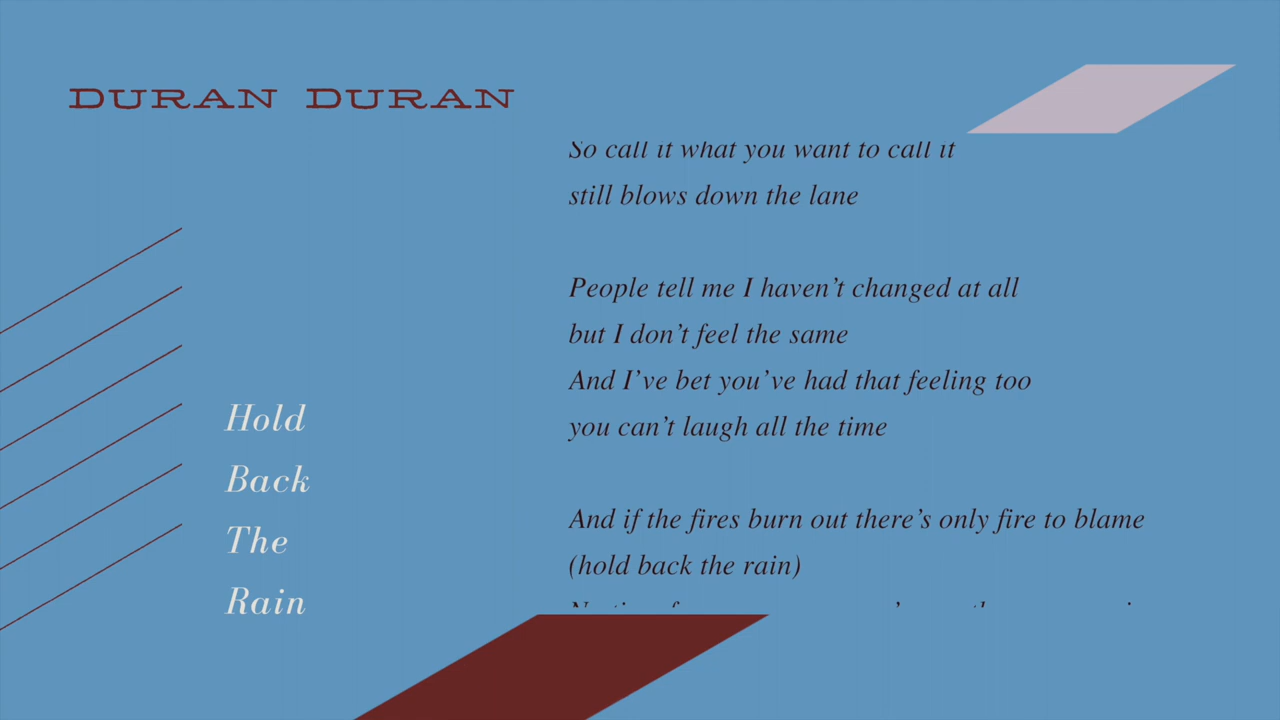 DURAN DURAN
Hold
Back
The
Rain
So call it what you want to call it
still blows down the lane
People tell me I haven't changed at all
but I don't feel the same
And I've bet you've had that feeling too
you can't laugh all the time
And if the fires burn out there's only fire to blame
(hold back the rain)